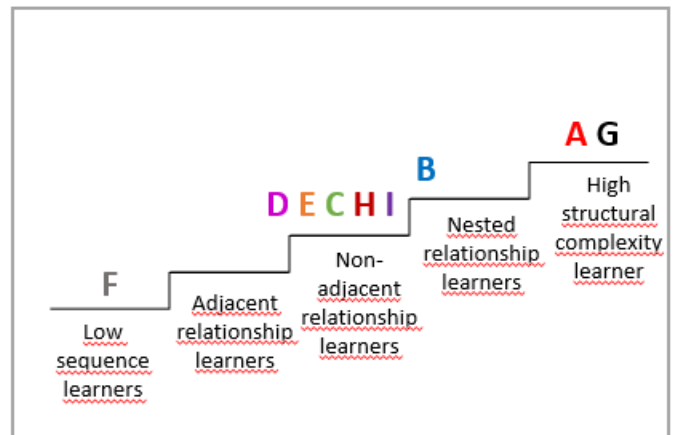 A G
B
D E C H I
F
High
structural
complexity
learner
Nested
relationship
learners
Non-
adjacent
relationship
learners
Adjacent
relationship
learners
Low
sequence
learners